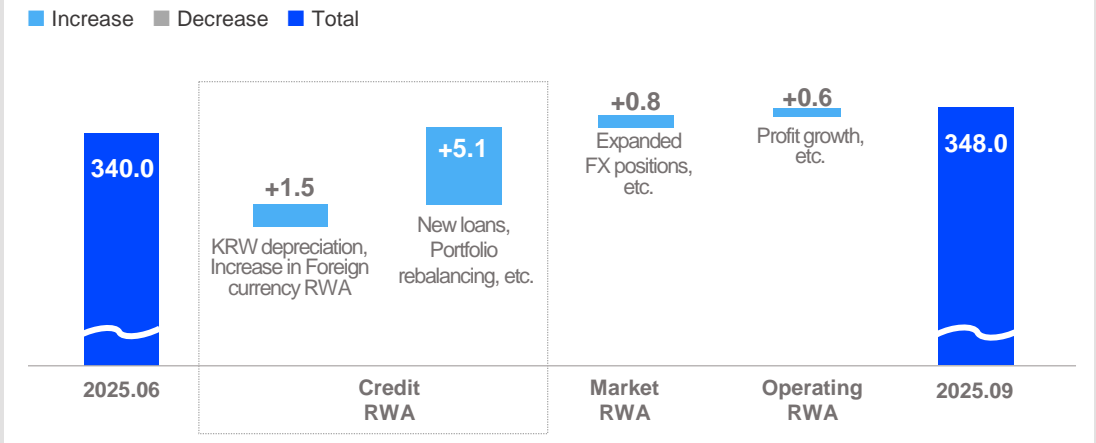 Increase Decrease Total
340.0
+1.5
KRW depreciation,
Increase in Foreign
currency RWA
+5.1
New loans,
Portfolio
rebalancing, etc.
+0.8
Expanded
FX positions,
etc.
+0.6
Profit growth,
etc.
348.0
2025.06
Credit
RWA
Market
RWA
Operating
RWA
2025.09